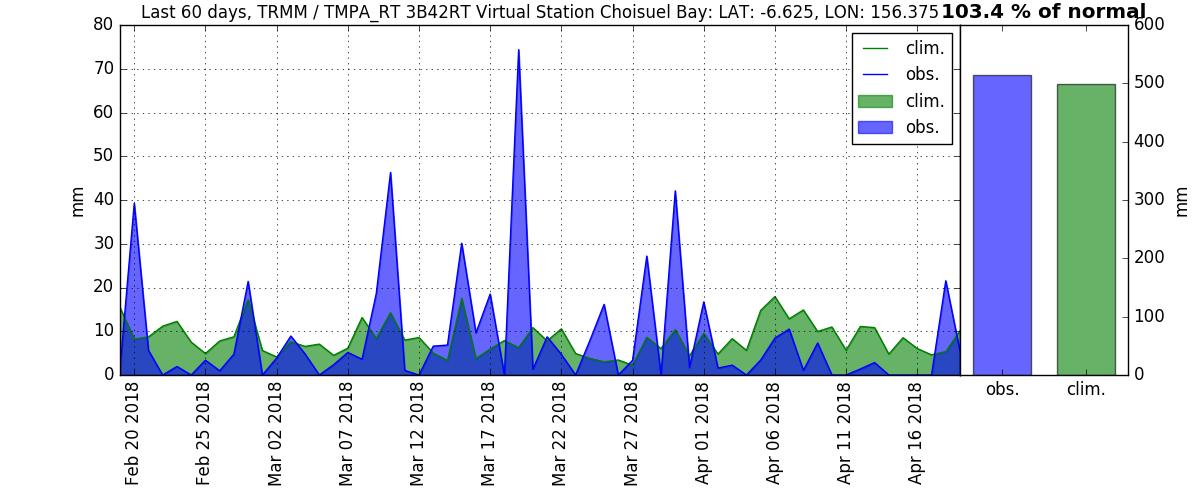 Last 60 days, TRMM / TMPA_RT 3B42RT Virtual Station Choisuel Bay: LAT: -6.625, LON: 156.375
103.4 % of normal
80
70
60
50
40
30
20
10
0
mm
clim.
obs.
clim.
obs.
600
500
400
300
200
100
0
mm
Feb 20 2018
Feb 25 2018
Mar 02 2018
Mar 07 2018
Mar 12 2018
Mar 17 2018
Mar 22 2018
Mar 27 2018
Apr 01 2018
Apr 06 2018
Apr 11 2018
Apr 16 2018
obs.
clim.